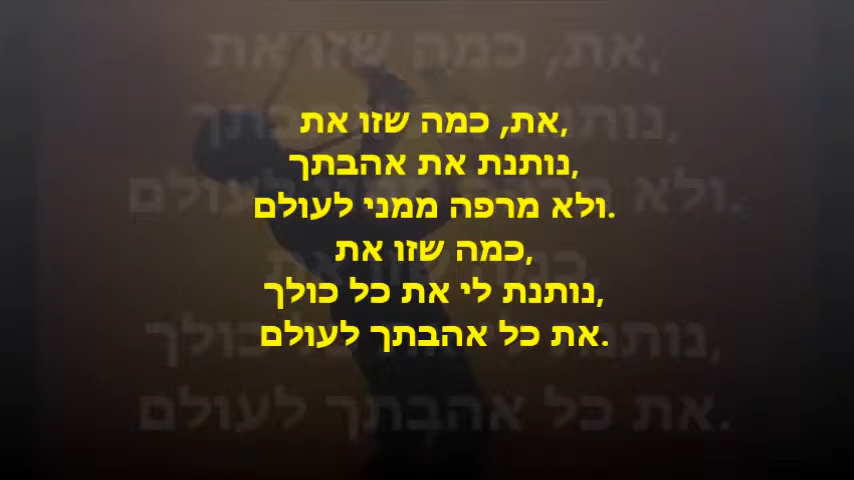 את, כמה שזו את,
נותנת את אהבתך,
ולא מרפה ממני לעולם.
כמה שזו את,
נותנת לי את כל כולך,
את כל אהבתך לעולם.